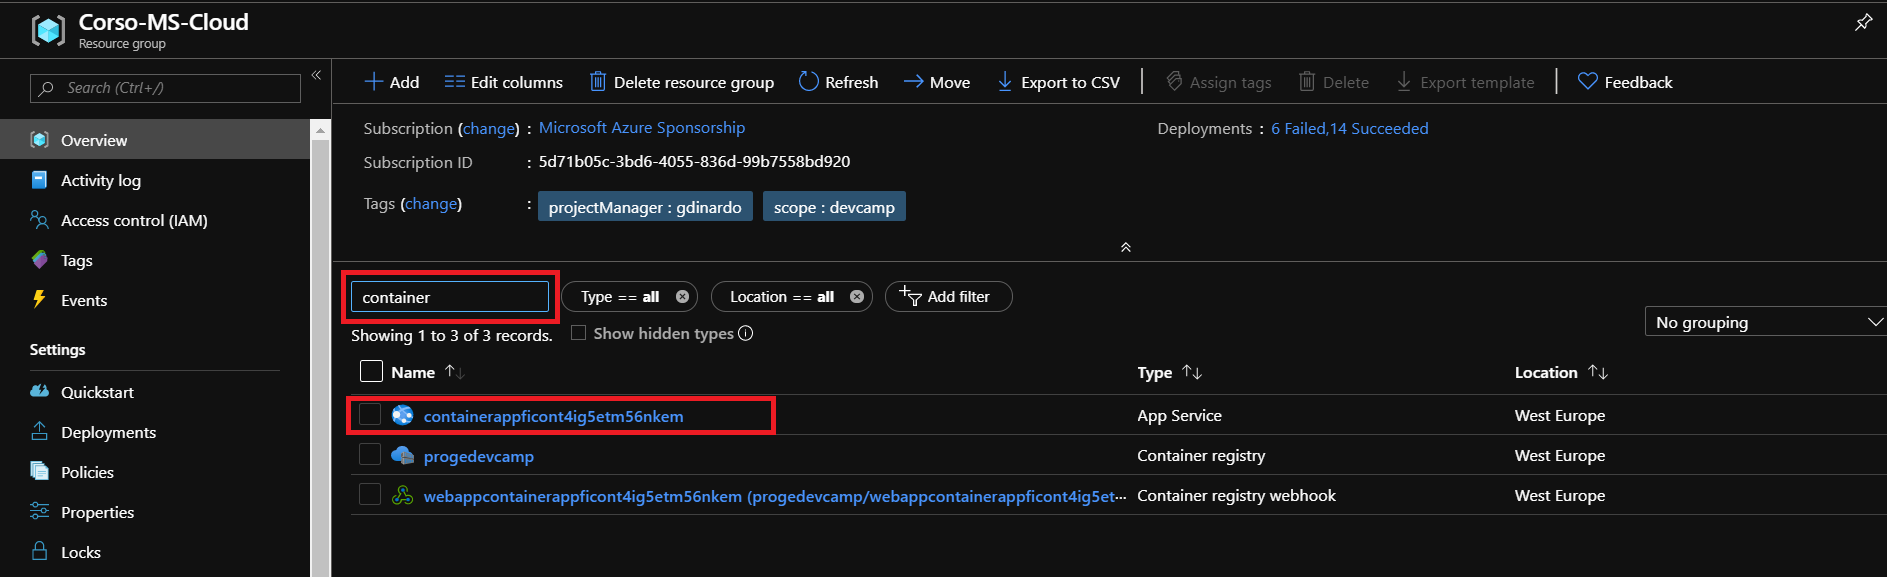 Corso-MS-Cloud
Resource group
Search (Ctrl+/)
Overview
Activity log
Access control (IAM)
Tags
Events
Settings
Quickstart
Deployments
Policies
Properties
Locks
Add Edit columns Delete resource group Refresh Move Export to CSV Assign tags Delete Export template Feedback
Subscription (change) : Microsoft Azure Sponsorship Deployments : 6 Failed,14 Succeeded
Subscription ID : 5d71b05c-3bd6-4055-836d-99b7558bd920
Tags (change) : projectManager : gdinardo scope : devcamp
container Type == all Location == all Add filter
Showing 1 to 3 of 3 records. Show hidden types No grouping
Name Type Location
containerappficont4ig5etm56nkem App Service West Europe
progedevcamp Container registry West Europe
webappcontainerappficont4ig5etm56nkem (progedevcamp/webappcontainerappficont4ig5et··· Container registry webhook West Europe